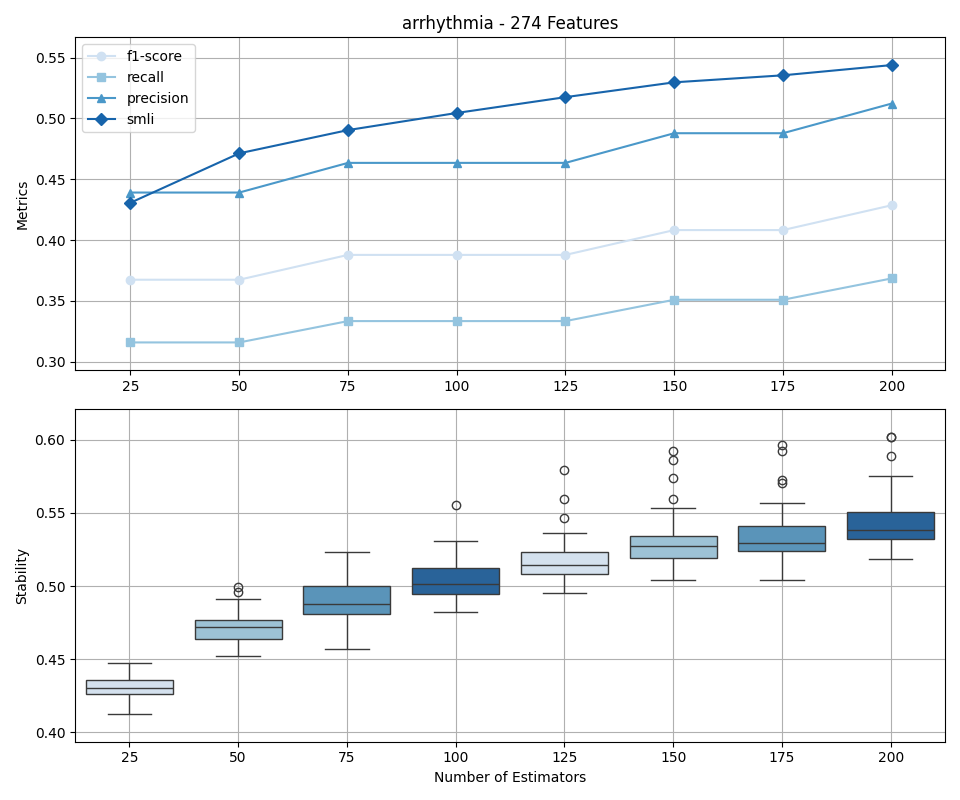 arrhythmia - 274 Features
f1-score
recall
precision
smli
Metrics
0.55
0.50
0.45
0.40
0.35
0.30
25 50 75 100 125 150 175 200
Stability
0.60
0.55
0.50
0.45
0.40
25 50 75 100 125 150 175 200
Number of Estimators